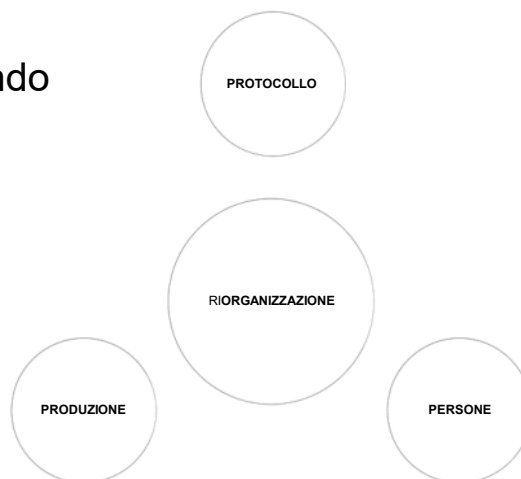 ndo
PROTOCOLLO
RIORGANIZZAZIONE
PRODUZIONE
PERSONE